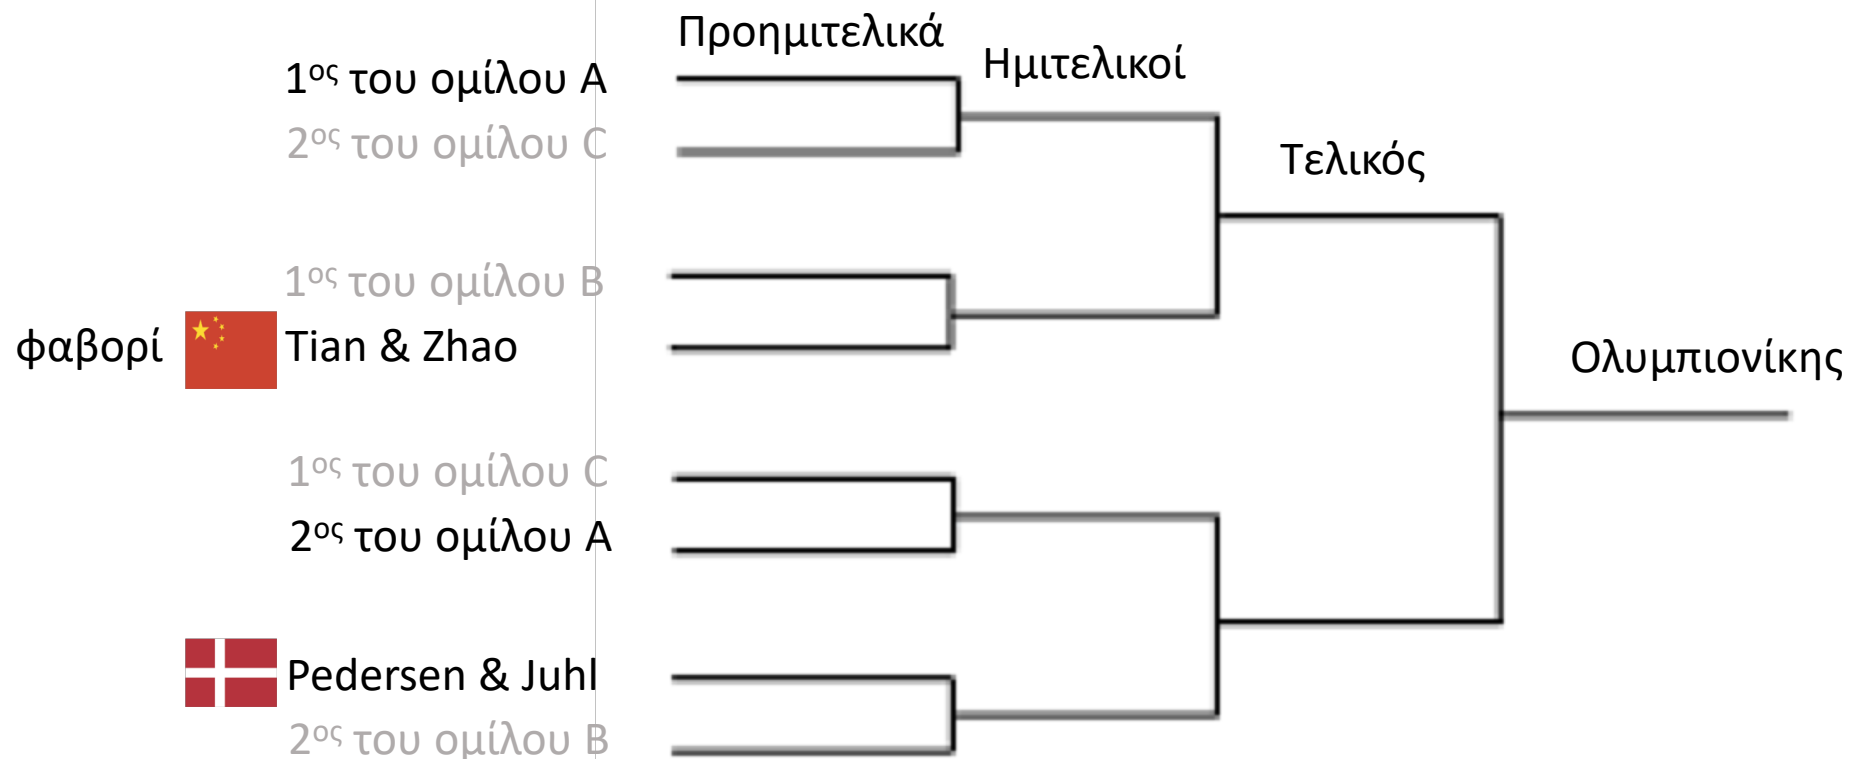 Προημιτελικά
Ημιτελικοί
Τελικός
Ολυμπιονίκης
1ος του ομίλου A
2ος του ομίλου C
1ος του ομίλου B
φαβορί Tian & Zhao
1ος του ομίλου C
2ος του ομίλου A
Pedersen & Juhl
2ος του ομίλου B